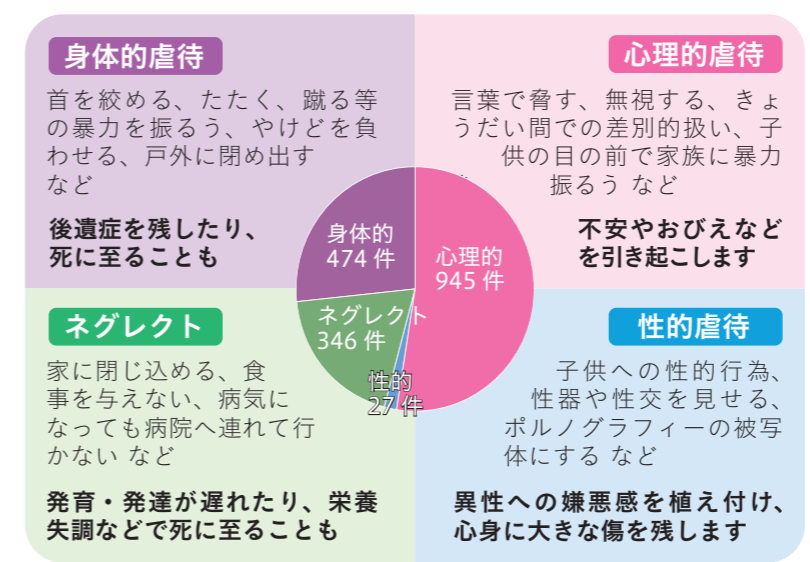 身体的虐待
首を絞める、たたく、蹴る等
の暴力を振るう、やけどを負
わせる、戸外に閉め出す
など
後遺症を残したり、
死に至ることも
心理的虐待
言葉で脅す、無視する、きょ
うだい間での差別的扱い、子
供の目の前で家族に暴力
振るう など
不安やおびえなど
を引き起こします
身体的
474 件
心理的
945 件
ネグレクト
346 件
性的
27 件
ネグレクト
家に閉じ込める、食
事を与えない、病気に
なっても病院へ連れて行
かない など
発育・発達が遅れたり、栄養
失調などで死に至ることも
性的虐待
子供への性的行為、
性器や性交を見せる、
ポルノグラフィーの被写
体にする など
異性への嫌悪感を植え付け、
心身に大きな傷を残します